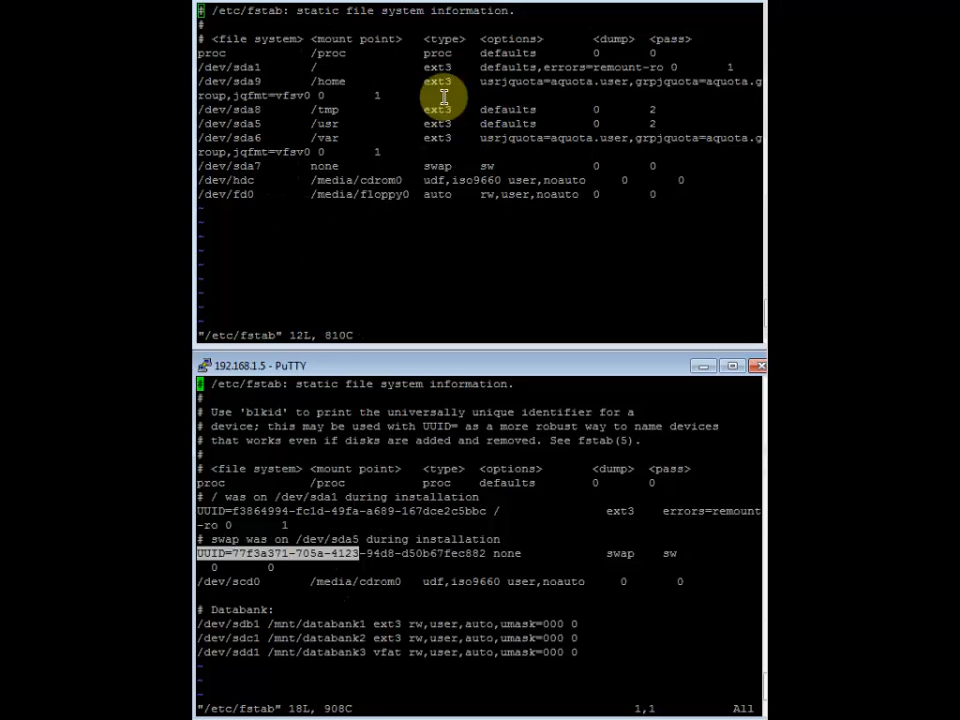 # /etc/fstab: static file system information.
#
# <file system> <mount point>   <type>  <options>       <dump>  <pass>
proc            /proc           proc    defaults        0       0
/dev/sda1       /               ext3    defaults,errors=remount-ro 0       1
/dev/sda9       /home           ext3    usrjquota=aquota.user,grpjquota=aquota.g
roup,jqfmt=vfsv0 0       1
/dev/sda8       /tmp            ext3    defaults        0       2
/dev/sda5       /usr            ext3    defaults        0       2
/dev/sda6       /var            ext3    usrjquota=aquota.user,grpjquota=aquota.g
roup,jqfmt=vfsv0 0       1
/dev/sda7       none            swap    sw              0       0
/dev/hdc        /media/cdrom0   udf,iso9660 user,noauto     0       0
/dev/fd0        /media/floppy0  auto    rw,user,noauto  0       0
~
~
~
~
~
~
~
~
"/etc/fstab" 12L, 810C
192.168.1.5 - PuTTY
# /etc/fstab: static file system information.
#
# Use 'blkid' to print the universally unique identifier for a
# device; this may be used with UUID= as a more robust way to name devices
# that works even if disks are added and removed. See fstab(5).
#
# <file system> <mount point>   <type>  <options>       <dump>  <pass>
proc            /proc           proc    defaults        0       0
# / was on /dev/sda1 during installation
UUID=f3864994-fc1d-49fa-a689-167dce2c5bbc /               ext3    errors=remount
-ro 0       1
# swap was on /dev/sda5 during installation
UUID=77f3a371-705a-4123-94d8-d50b67fec882 none            swap    sw
  0       0
/dev/scd0       /media/cdrom0   udf,iso9660 user,noauto     0       0
# Databank:
/dev/sdb1 /mnt/databank1 ext3 rw,user,auto,umask=000 0
/dev/sdc1 /mnt/databank2 ext3 rw,user,auto,umask=000 0
/dev/sdd1 /mnt/databank3 vfat rw,user,auto,umask=000 0
~
~
~
"/etc/fstab" 18L, 908C                                        1,1           All